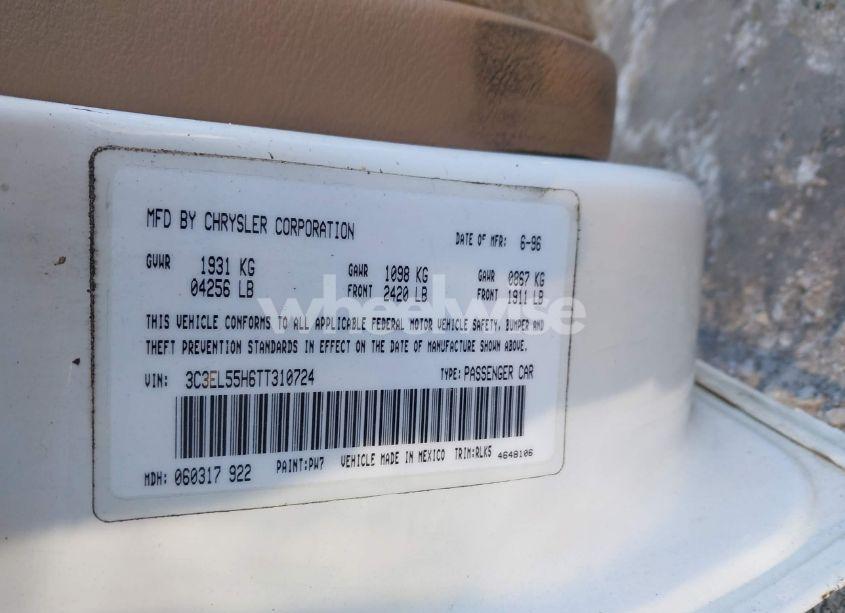 MFD BY CHRYSLER CORPORATION DATE OF MFR: 6-96
GVWR 1931 KG GAWR 1098 KG GAWR 0867 KG
04256 LB FRONT 2420 LB FRONT 1911 LB
wheelwise
THIS VEHICLE CONFORMS TO ALL APPLICABLE FEDERAL MOTOR VEHICLE SAFETY, BUMPER AND
THEFT PREVENTION STANDARDS IN EFFECT ON THE DATE OF MANUFACTURE SHOWN ABOVE.
VIN: 3C3EL55H6TT310724 TYPE: PASSENGER CAR
MDH: 060317 922 PAINT:PW7 VEHICLE MADE IN MEXICO TRIM:RLK5 4648106